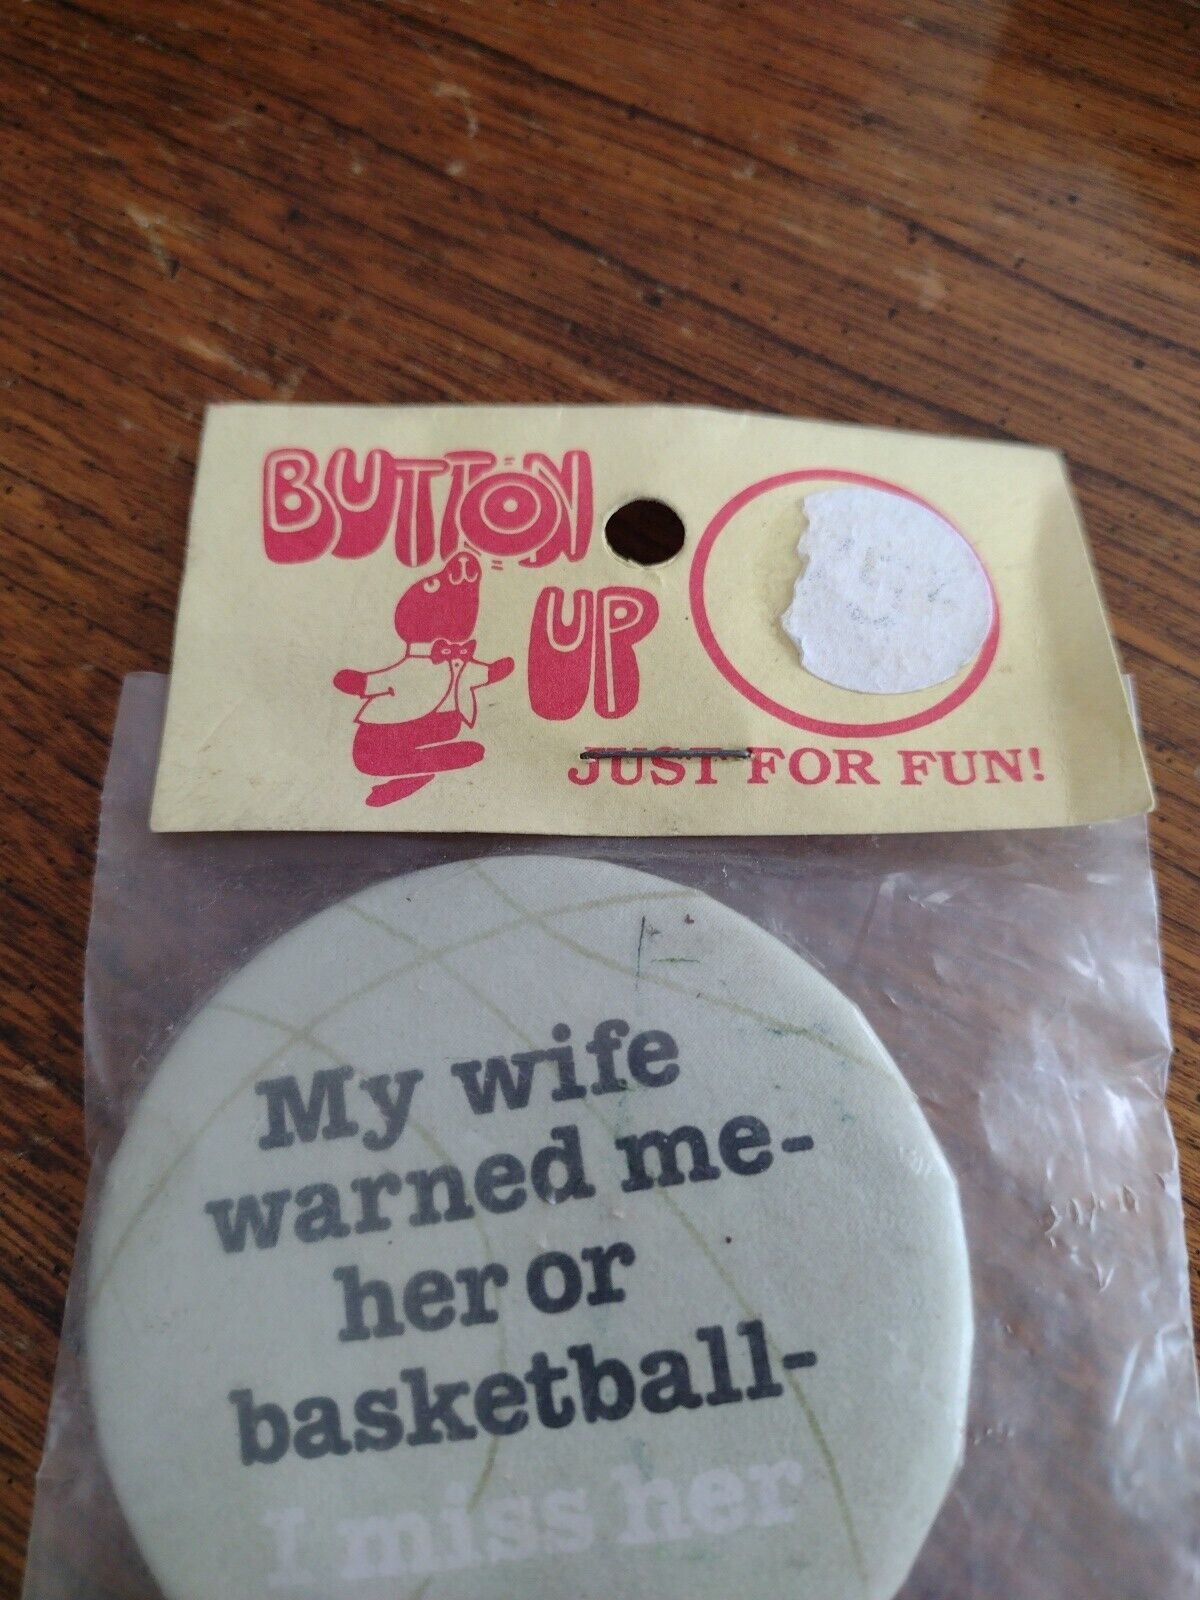 BUTTON
UP
JUST FOR FUN!
My wife
warned me-
her or
basketball-
I miss her